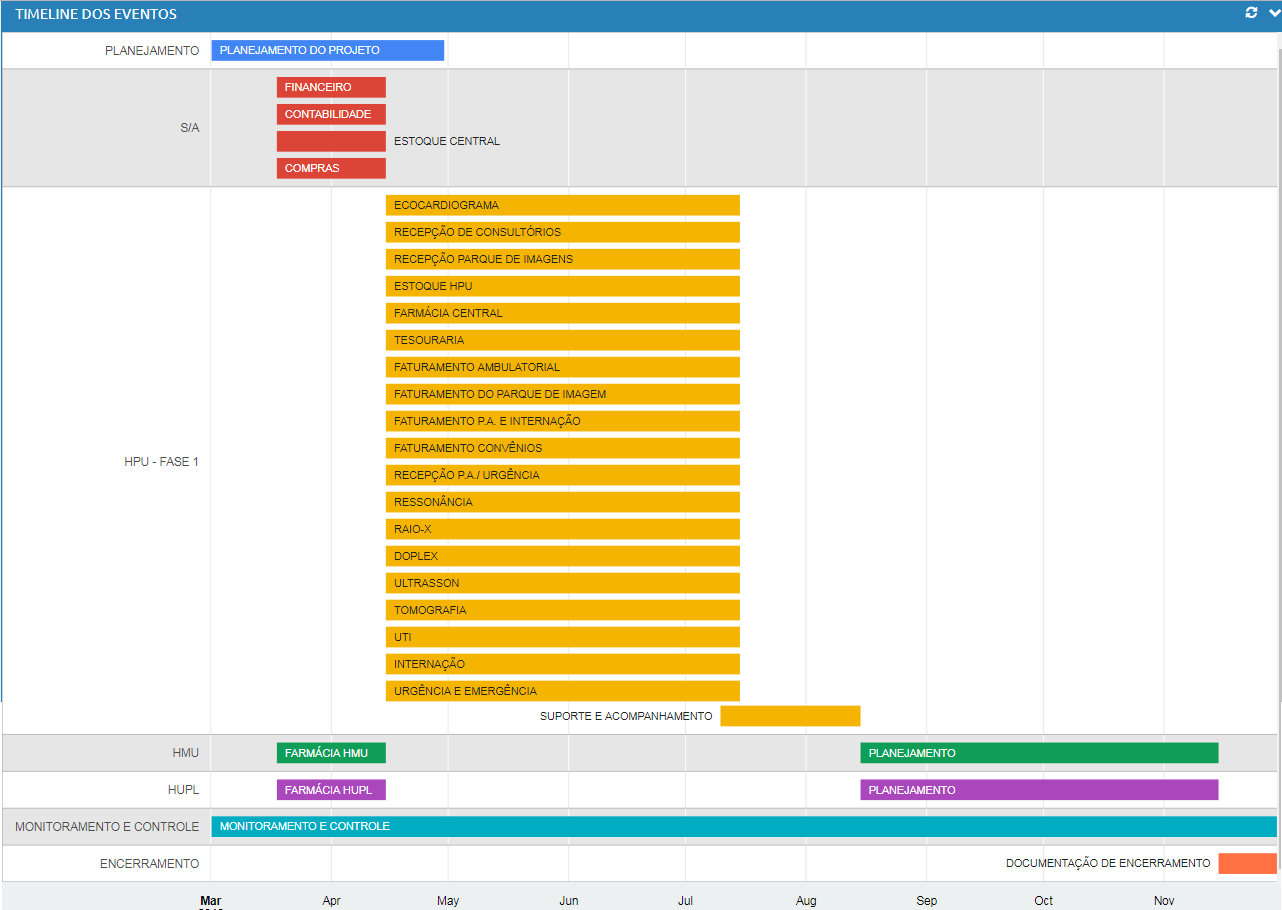 TIMELINE DOS EVENTOS
PLANEJAMENTO PLANEJAMENTO DO PROJETO
FINANCEIRO
CONTABILIDADE
S/A
ESTOQUE CENTRAL
COMPRAS
ECOCARDIOGRAMA
RECEPÇÃO DE CONSULTÓRIOS
RECEPÇÃO PARQUE DE IMAGENS
ESTOQUE HPU
FARMÁCIA CENTRAL
TESOURARIA
FATURAMENTO AMBULATORIAL
FATURAMENTO DO PARQUE DE IMAGEM
FATURAMENTO P.A. E INTERNAÇÃO
FATURAMENTO CONVÊNIOS
HPU - FASE 1
RECEPÇÃO P.A./ URGÊNCIA
RESSONÂNCIA
RAIO-X
DOPLEX
ULTRASSON
TOMOGRAFIA
UTI
INTERNAÇÃO
URGÊNCIA E EMERGÊNCIA
SUPORTE E ACOMPANHAMENTO
HMU FARMÁCIA HMU PLANEJAMENTO
HUPL FARMÁCIA HUPL PLANEJAMENTO
MONITORAMENTO E CONTROLE MONITORAMENTO E CONTROLE
ENCERRAMENTO DOCUMENTAÇÃO DE ENCERRAMENTO
Mar Apr May Jun Jul Aug Sep Oct Nov